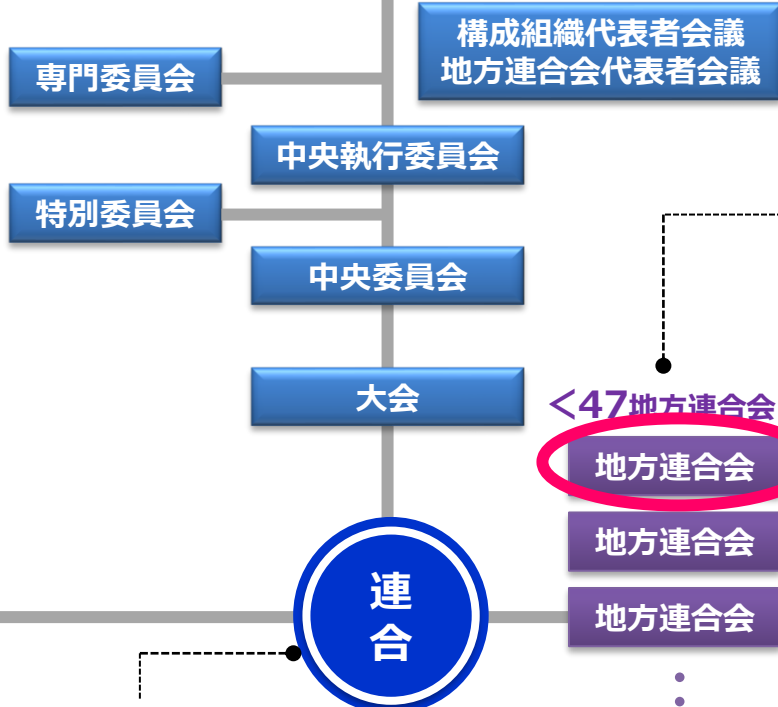 構成組織代表者会議
地方連合会代表者会議
専門委員会
中央執行委員会
特別委員会
中央委員会
大会
<47地方連合会
地方連合会
地方連合会
地方連合会
連
合